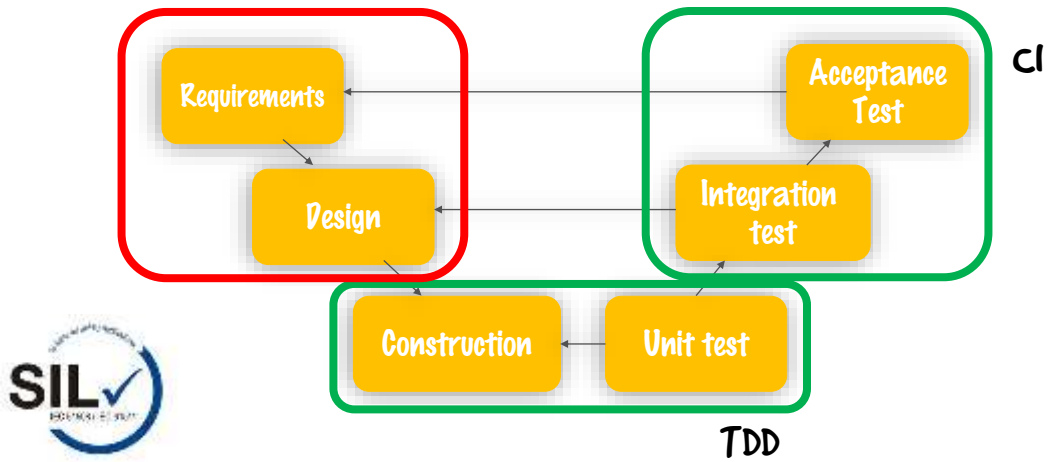 CI
Acceptance
Test
Requirements
Integration
test
Design
Construction
Unit test
SIL
TDD